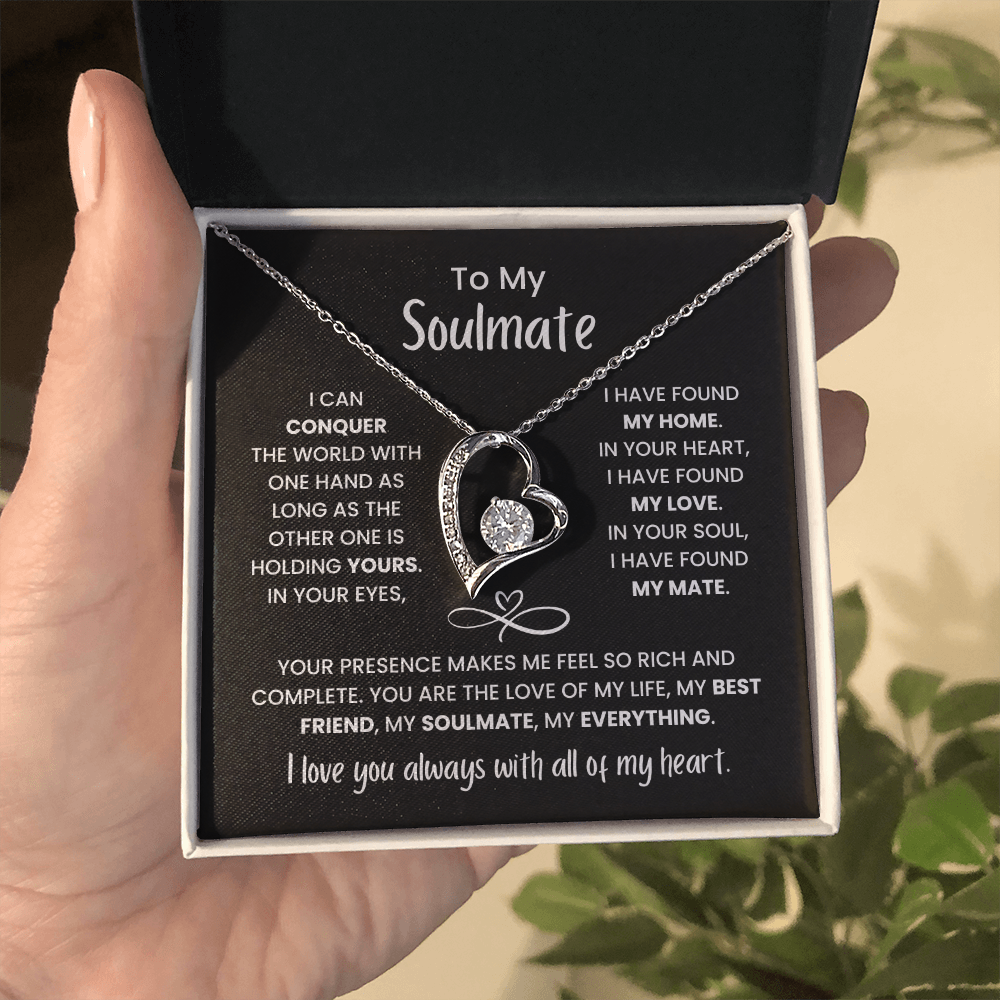 To My
Soulmate
I CAN
CONQUER
THE WORLD WITH
ONE HAND AS
LONG AS THE
OTHER ONE IS
HOLDING YOURS.
IN YOUR EYES,
I HAVE FOUND
MY HOME.
IN YOUR HEART,
I HAVE FOUND
MY LOVE.
IN YOUR SOUL,
I HAVE FOUND
MY MATE.
YOUR PRESENCE MAKES ME FEEL SO RICH AND
COMPLETE. YOU ARE THE LOVE OF MY LIFE, MY BEST
FRIEND, MY SOULMATE, MY EVERYTHING.
I love you always with all of my heart.